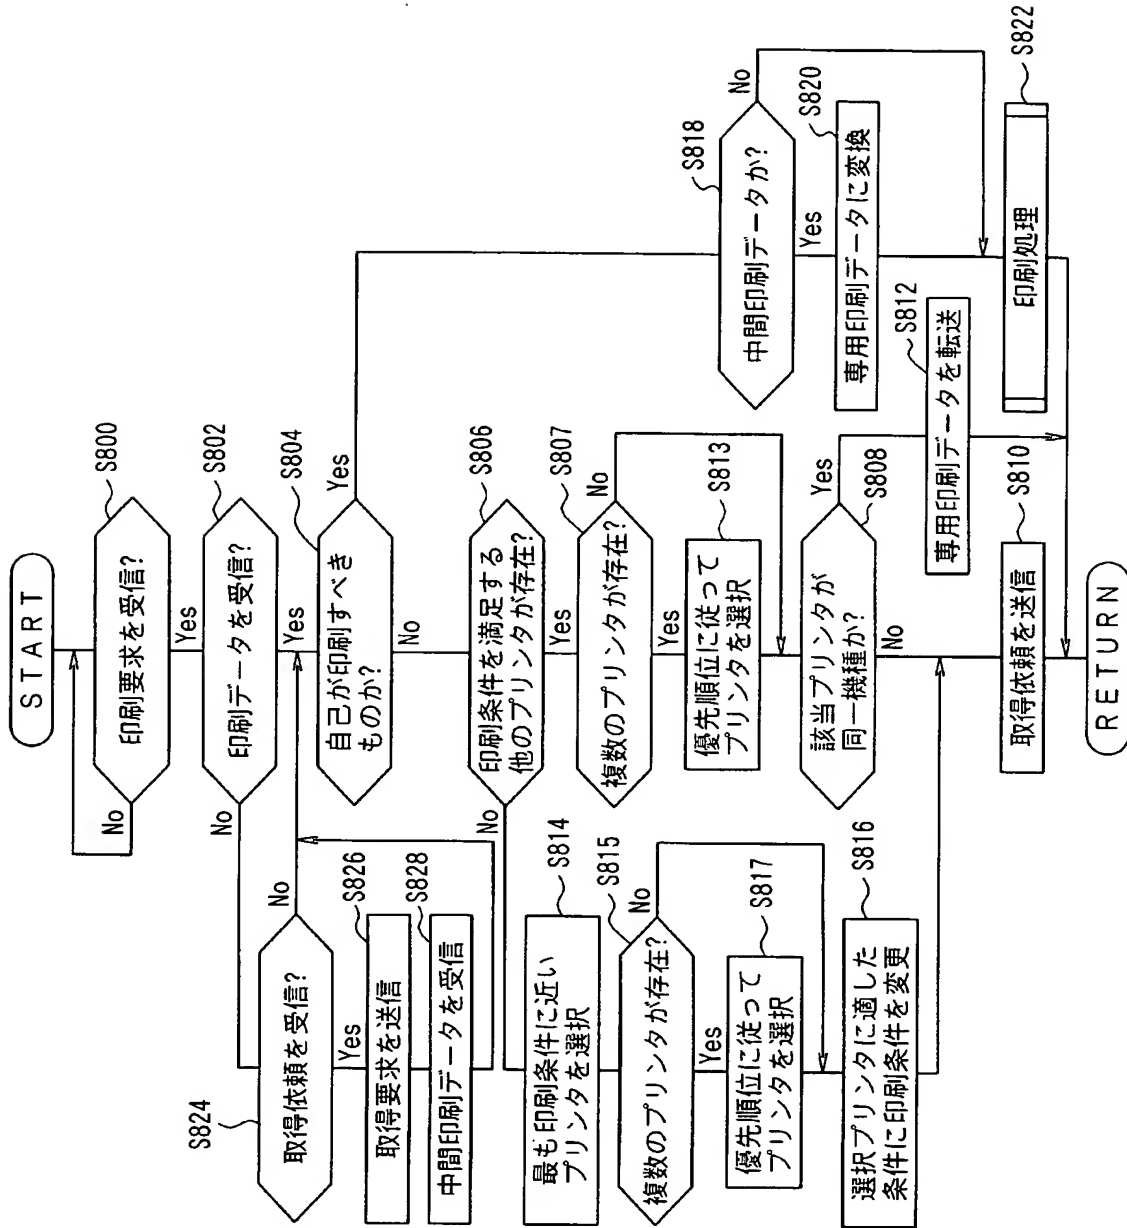 START
S800
印刷要求を受信?
No
Yes
S802
印刷データを受信?
No
Yes
S804
自己が印刷すべき
ものか?
Yes
No
S824
取得依頼を受信?
No
Yes
S826
取得要求を送信
S828
中間印刷データを受信
S806
印刷条件を満足する
他のプリンタが存在?
No
Yes
S807
複数のプリンタが存在?
No
Yes
S813
優先順位に従って
プリンタを選択
S808
該当プリンタが
同一機種か?
Yes
No
S812
専用印刷データを転送
S810
取得依頼を送信
S814
最も印刷条件に近い
プリンタを選択
S815
複数のプリンタが存在?
No
Yes
S817
優先順位に従って
プリンタを選択
S816
選択プリンタに適した
条件に印刷条件を変更
S818
中間印刷データか?
No
Yes
S820
専用印刷データに変換
S822
印刷処理
RETURN